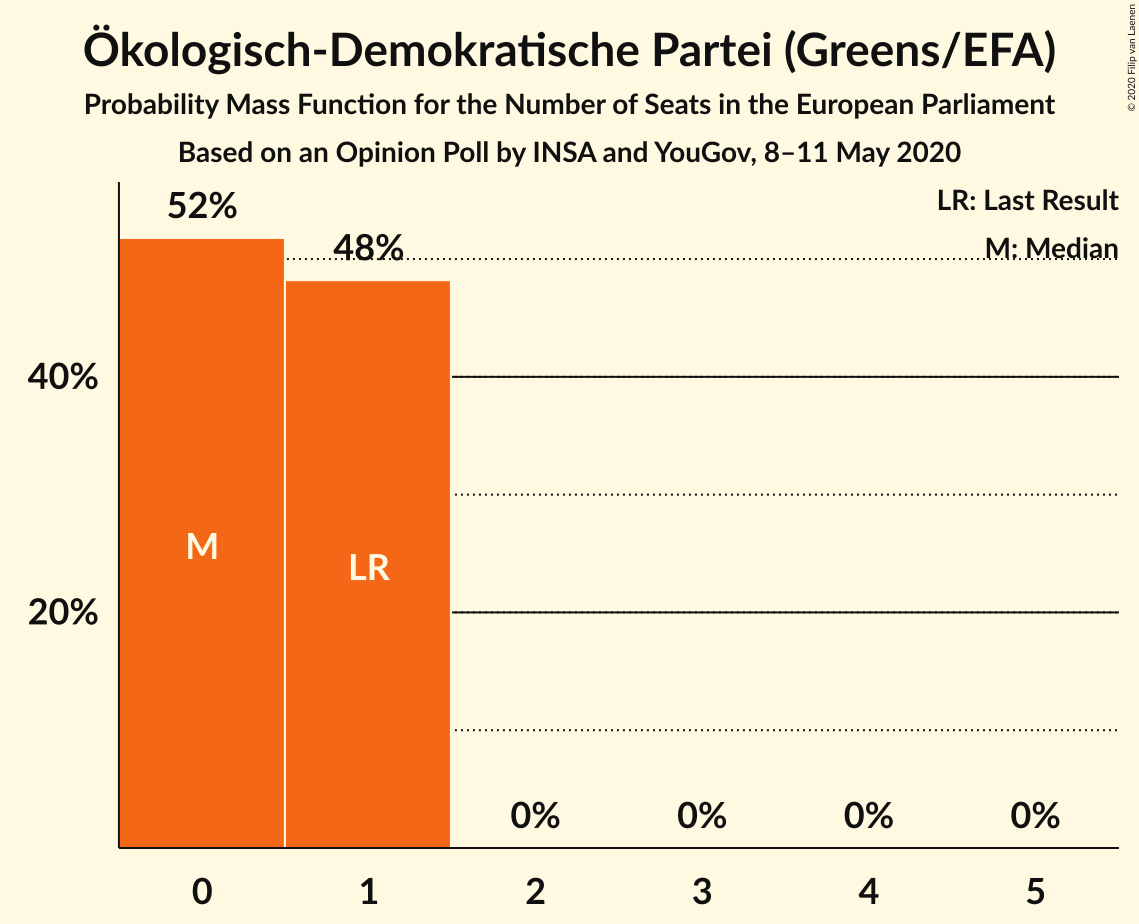 Ökologisch-Demokratische Partei (Greens/EFA)
Probability Mass Function for the Number of Seats in the European Parliament
Based on an Opinion Poll by INSA and YouGov, 8–11 May 2020
© 2020 Filip van Laenen
LR: Last Result
M: Median
52%
48%
40%
20%
M
LR
0%
0%
0%
0%
0
1
2
3
4
5